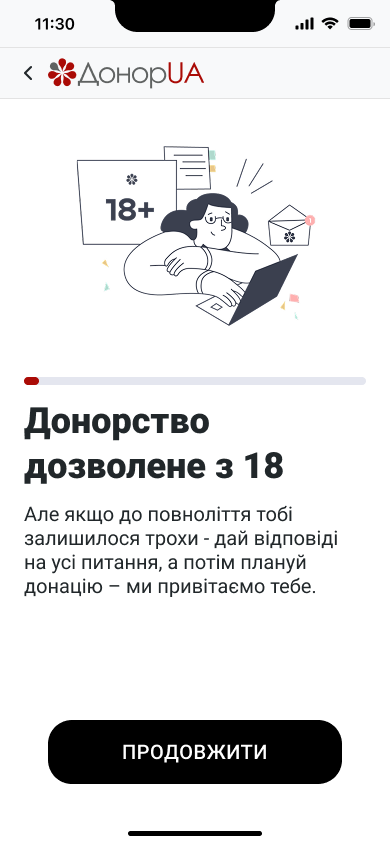 11:30
ДонорUA
18+
1
Донорство
дозволене з 18
Але якщо до повноліття тобі
залишилося трохи - дай відповіді
на усі питання, а потім плануй
донацію – ми привітаємо тебе.
ПРОДОВЖИТИ